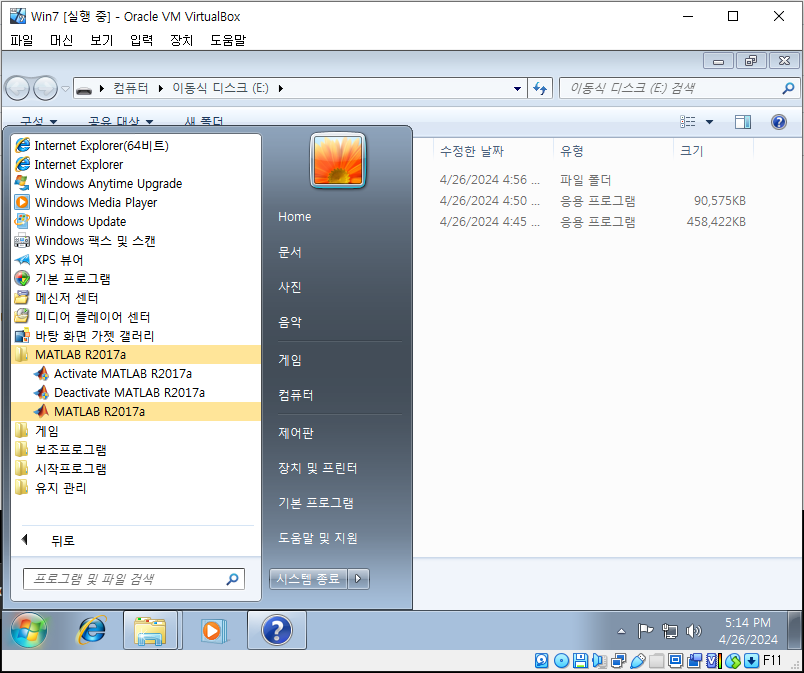 Win7 [실행 중] - Oracle VM VirtualBox
파일 머신 보기 입력 장치 도움말
컴퓨터 이동식 디스크 (E:) 이동식 디스크 (E:) 검색
구성 공유 대상 새 폴더
수정한 날짜 유형 크기
4/26/2024 4:56 ... 파일 폴더
4/26/2024 4:50 ... 응용 프로그램 90,575KB
4/26/2024 4:45 ... 응용 프로그램 458,422KB
Internet Explorer(64비트)
Internet Explorer
Windows Anytime Upgrade
Windows Media Player
Windows Update
Windows 팩스 및 스캔
XPS 뷰어
기본 프로그램
메신저 센터
미디어 플레이어 센터
바탕 화면 가젯 갤러리
MATLAB R2017a
Activate MATLAB R2017a
Deactivate MATLAB R2017a
MATLAB R2017a
게임
보조프로그램
시작프로그램
유지 관리
뒤로
프로그램 및 파일 검색
Home
문서
사진
음악
게임
컴퓨터
제어판
장치 및 프린터
기본 프로그램
도움말 및 지원
시스템 종료
5:14 PM
4/26/2024
F11